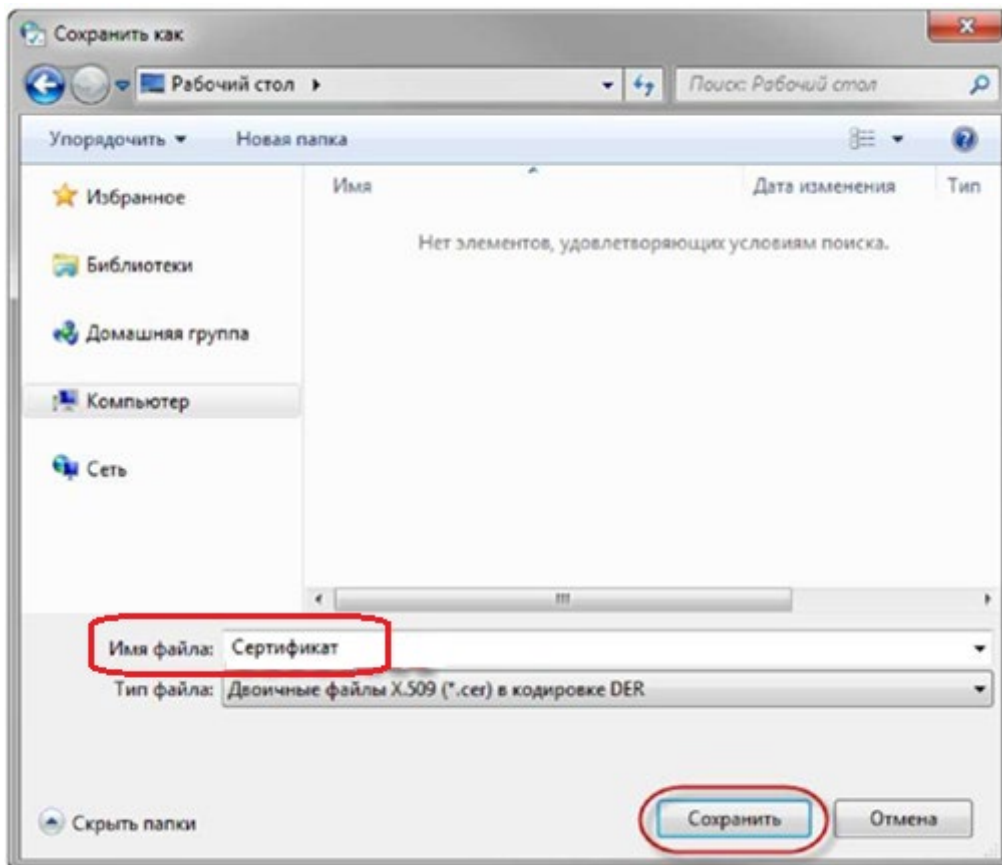 Сохранить как
Рабочий стол
Поиск: Рабочий стол
Упорядочить
Новая папка
Избранное
Библиотеки
Домашняя группа
Компьютер
Сеть
Имя
Дата изменения
Тип
Нет элементов, удовлетворяющих условиям поиска.
Имя файла: Сертификат
Тип файла: Двоичные файлы X.509 (*.cer) в кодировке DER
Скрыть папки
Сохранить
Отмена